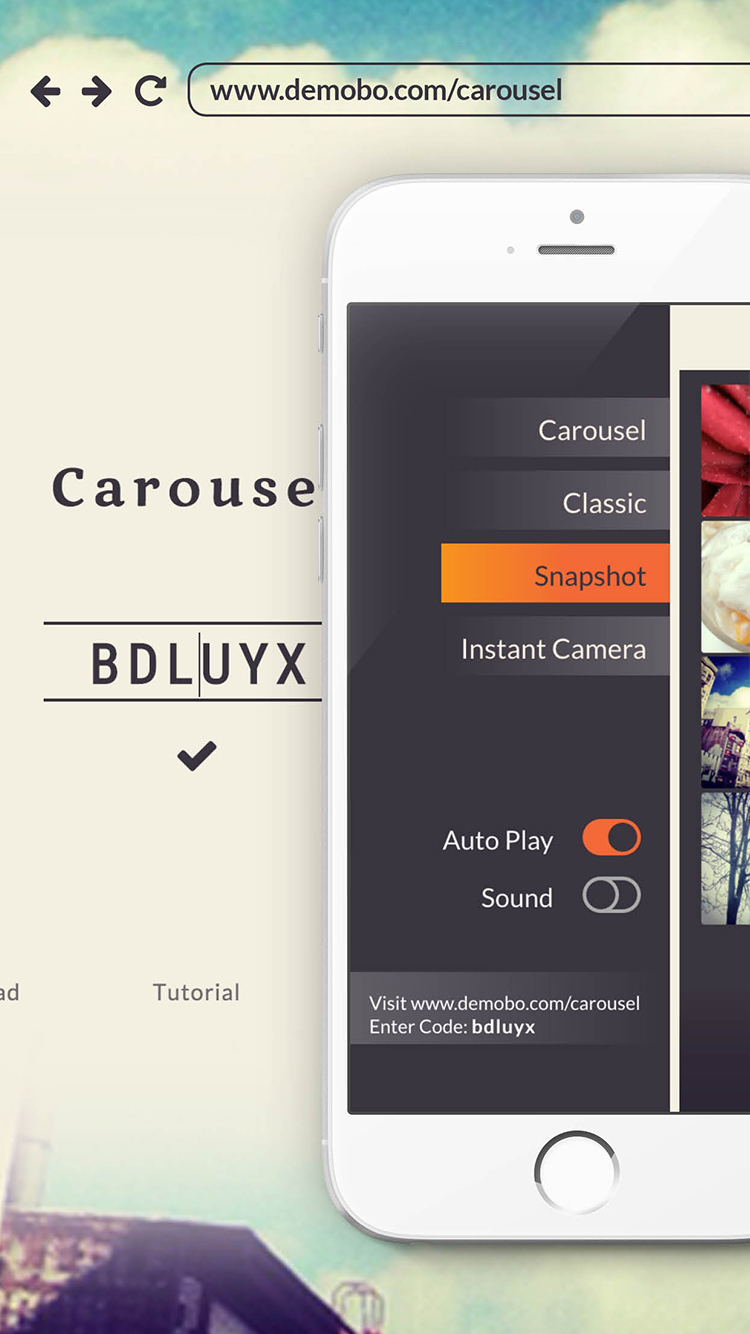 www.demobo.com/carousel
Carouse
BDLUYX
Tutorial
Carousel
Classic
Snapshot
Instant Camera
Auto Play
Sound
Visit www.demobo.com/carousel
Enter Code: bdluyx